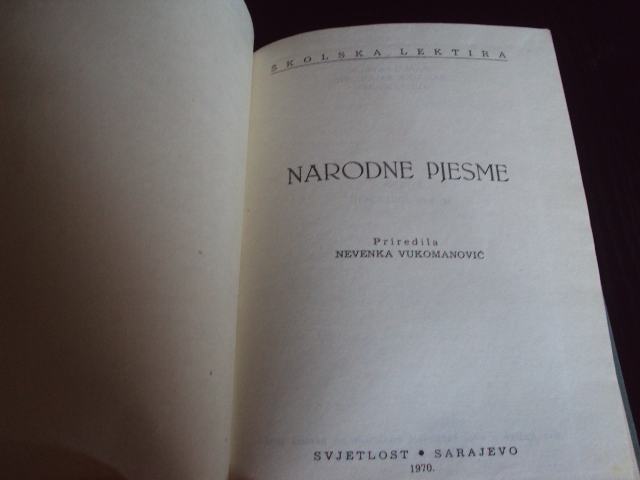 ŠKOLSKA LEKTIRA
NARODNE PJESME
Priredila
NEVENKA VUKOMANOVIĆ
SVJETLOST • SARAJEVO
1970.